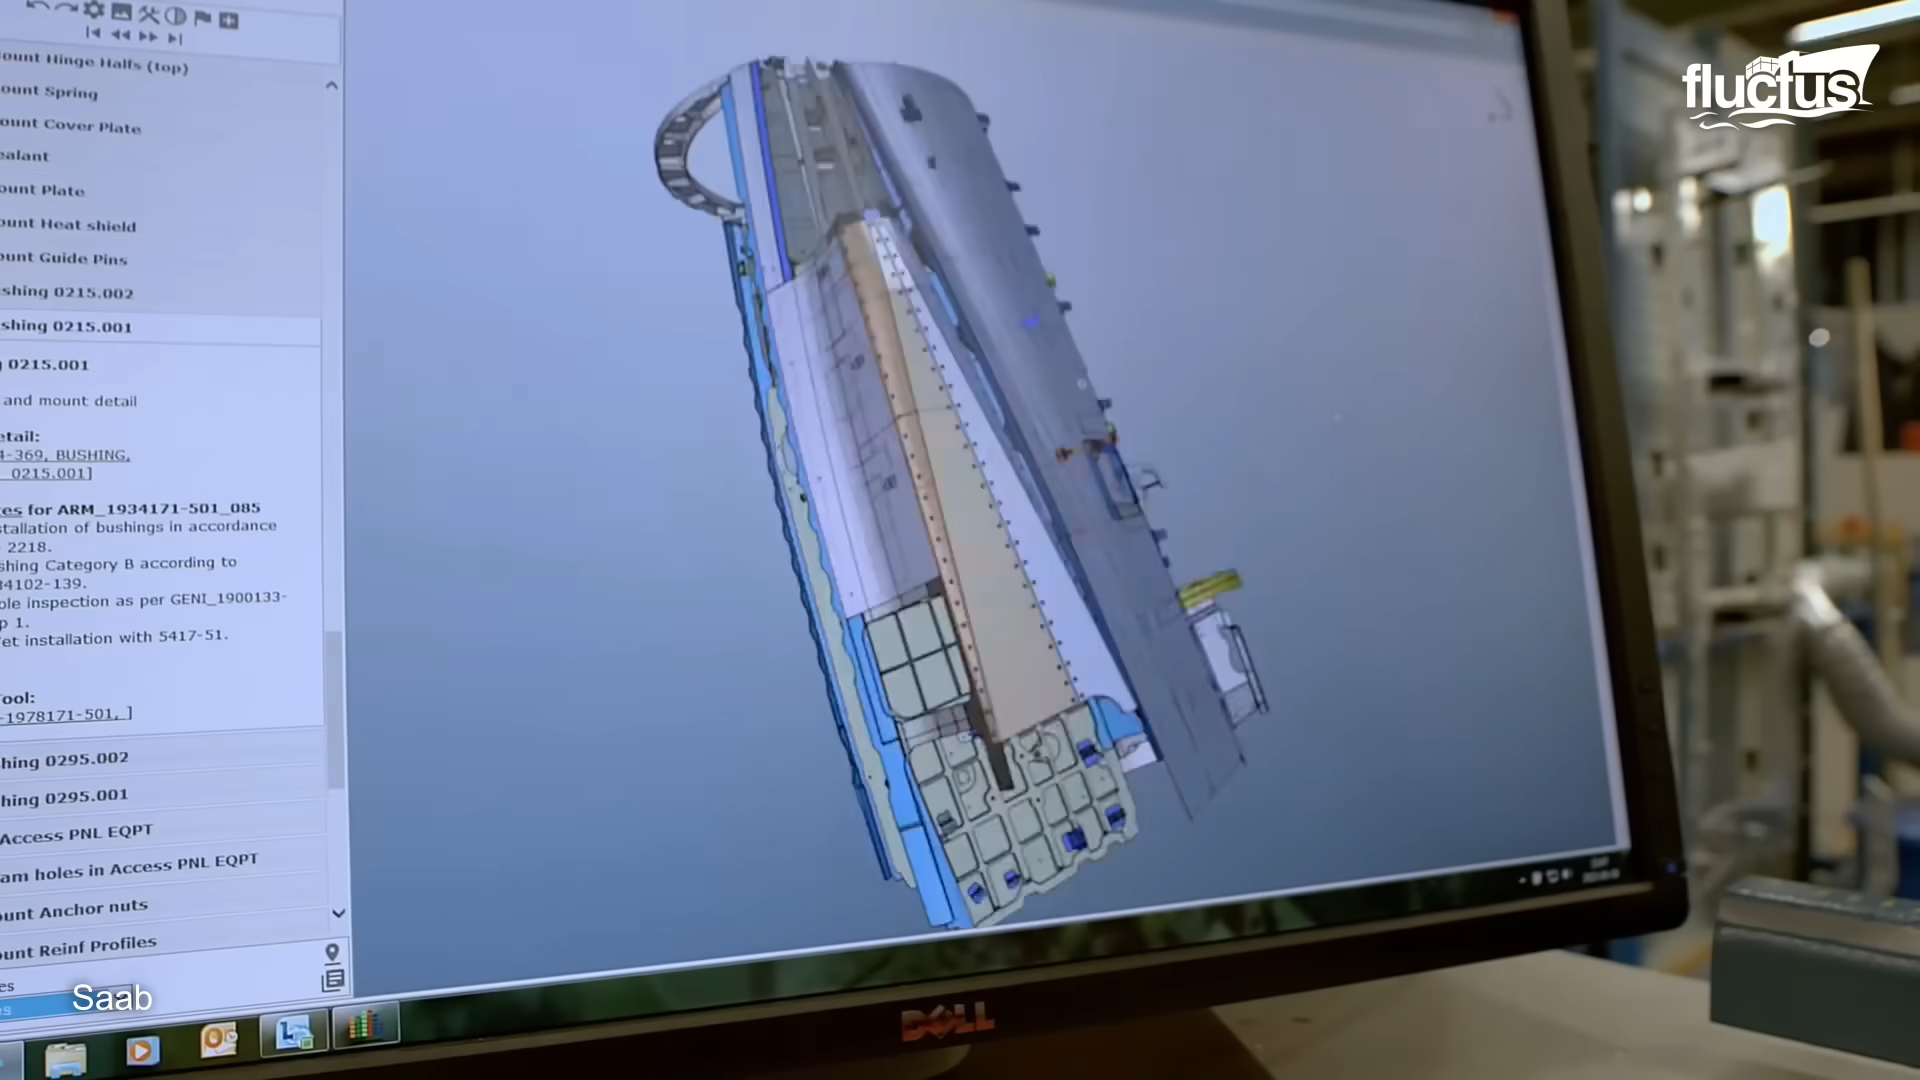 ount Hinge Halfs (top)
ount Spring
ount Cover Plate
ealant
ount Plate
ount Heat shield
ount Guide Pins
shing 0215.002
shing 0215.001
0215.001
and mount detail
etail:
4-369, BUSHING,
0215.001]
es for ARM_1934171-501_085
stallation of bushings in accordance
2218.
shing Category B according to
34102-139.
ole inspection as per GENI_1900133-
p 1.
et installation with 5417-51.
ool:
-1978171-501, ]
hing 0295.002
hing 0295.001
Access PNL EQPT
am holes in Access PNL EQPT
ount Anchor nuts
ount Reinf Profiles
es
Saab
DELL
fluctus